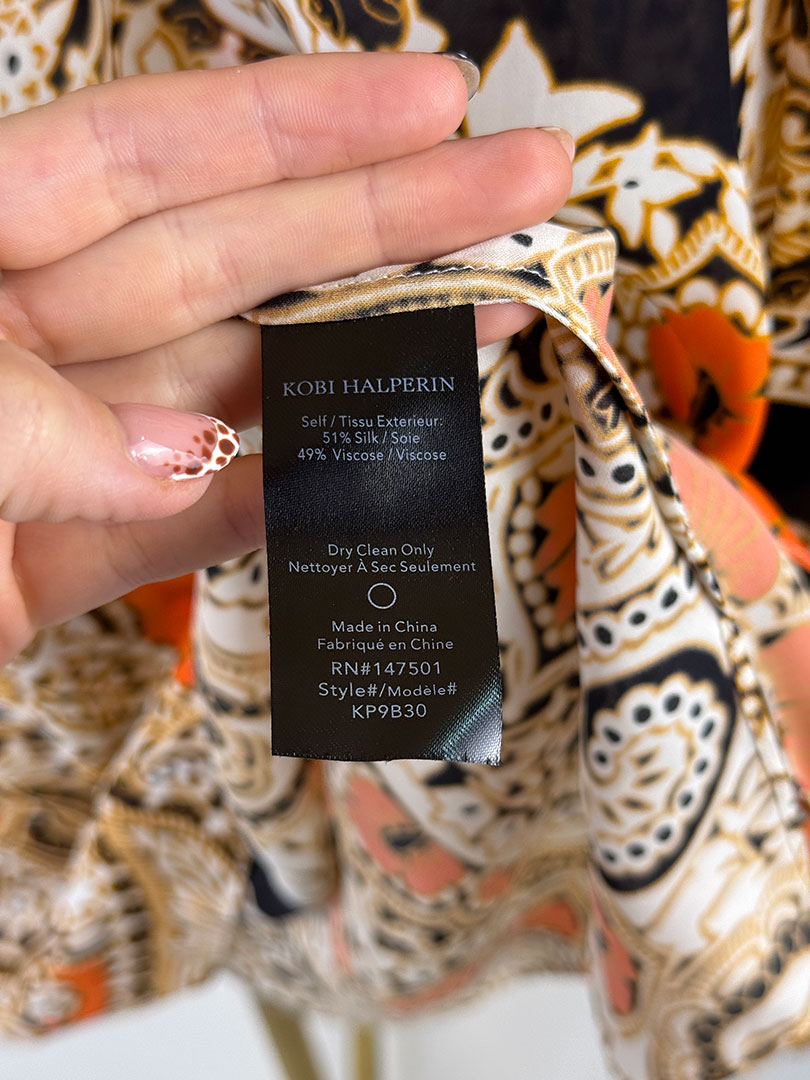 KOBI HALPERIN
Self / Tissu Exterieur:
51% Silk / Soie
49% Viscose / Viscose
Dry Clean Only
Nettoyer À Sec Seulement
Made in China
Fabriqué en Chine
RN#147501
Style#/Modèle#
KP9B30